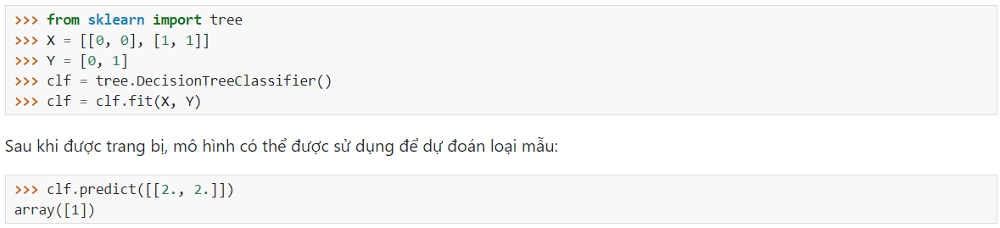 >>> from sklearn import tree
>>> X = [[0, 0], [1, 1]]
>>> Y = [0, 1]
>>> clf = tree.DecisionTreeClassifier()
>>> clf = clf.fit(X, Y)
Sau khi được trang bị, mô hình có thể được sử dụng để dự đoán loại mẫu:
>>> clf.predict([[2., 2.]])
array([1])